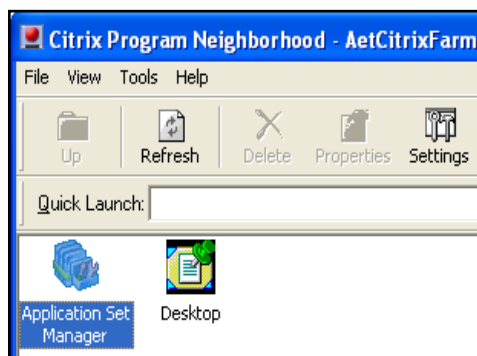 Citrix Program Neighborhood - AetCitrixFarm
File View Tools Help
Up Refresh Delete Properties Settings
Quick Launch:
Application Set Manager
Desktop